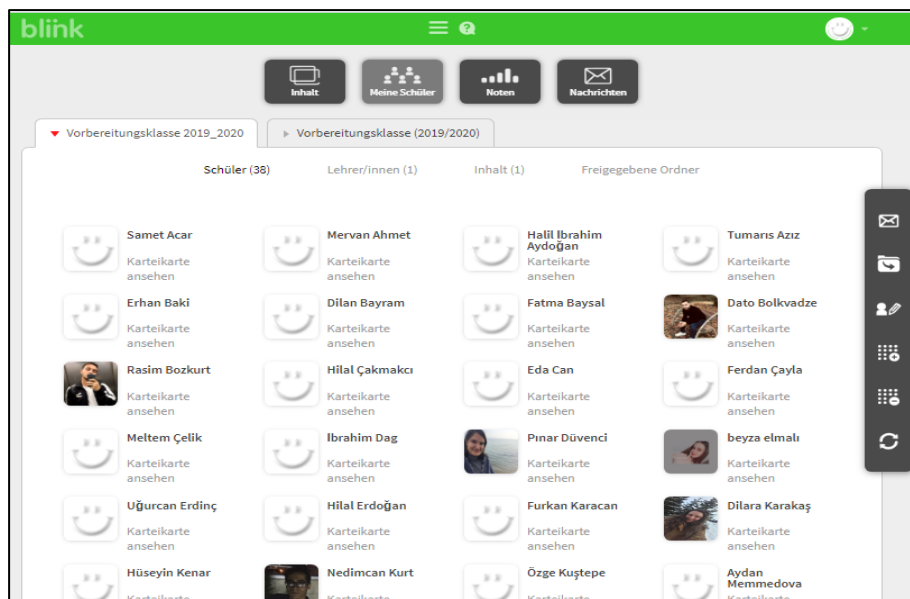 blink
Inhalt
Meine Schüler
Noten
Nachrichten
Vorbereitungsklasse 2019_2020
Vorbereitungsklasse (2019/2020)
Schüler (38)
Lehrer/innen (1)
Inhalt (1)
Freigegebene Ordner
Samet Acar
Karteikarte
ansehen
Mervan Ahmet
Karteikarte
ansehen
Halil İbrahim
Aydoğan
Karteikarte
ansehen
Tumarıs Azız
Karteikarte
ansehen
Erhan Baki
Karteikarte
ansehen
Dilan Bayram
Karteikarte
ansehen
Fatma Baysal
Karteikarte
ansehen
Dato Bolkvadze
Karteikarte
ansehen
Rasim Bozkurt
Karteikarte
ansehen
Hilal Çakmakcı
Karteikarte
ansehen
Eda Can
Karteikarte
ansehen
Ferdan Çayla
Karteikarte
ansehen
Meltem Çelik
Karteikarte
ansehen
Ibrahim Dag
Karteikarte
ansehen
Pınar Düvenci
Karteikarte
ansehen
beyza elmalı
Karteikarte
ansehen
Uğurcan Erdinç
Karteikarte
ansehen
Hilal Erdoğan
Karteikarte
ansehen
Furkan Karacan
Karteikarte
ansehen
Dilara Karakaş
Karteikarte
ansehen
Hüseyin Kenar
Karteikarte
Nedimcan Kurt
Karteikarte
Özge Kuştepe
Karteikarte
Aydan
Memmedova
Karteikarte